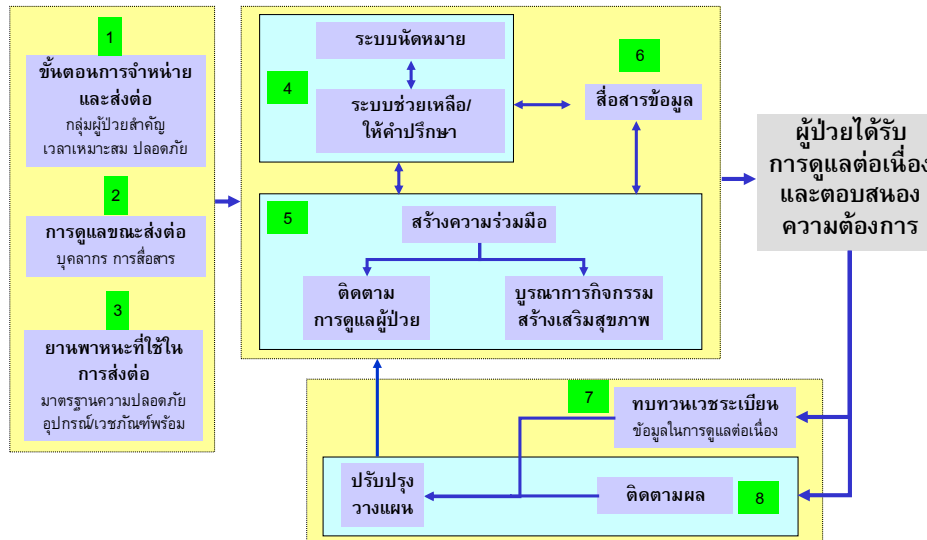 1
ขั้นตอนการจำหน่าย
และส่งต่อ
กลุ่มผู้ป่วยสำคัญ
เวลาเหมาะสม ปลอดภัย
2
การดูแลขณะส่งต่อ
บุคลากร การสื่อสาร
3
ยานพาหนะที่ใช้ใน
การส่งต่อ
มาตรฐานความปลอดภัย
อุปกรณ์/เวชภัณฑ์พร้อม
4
ระบบนัดหมาย
ระบบช่วยเหลือ/
ให้คำปรึกษา
6
สื่อสารข้อมูล
5
สร้างความร่วมมือ
ติดตาม
การดูแลผู้ป่วย
บูรณาการกิจกรรม
สร้างเสริมสุขภาพ
ผู้ป่วยได้รับ
การดูแลต่อเนื่อง
และตอบสนอง
ความต้องการ
7
ทบทวนเวชระเบียน
ข้อมูลในการดูแลต่อเนื่อง
ปรับปรุง
วางแผน
ติดตามผล
8